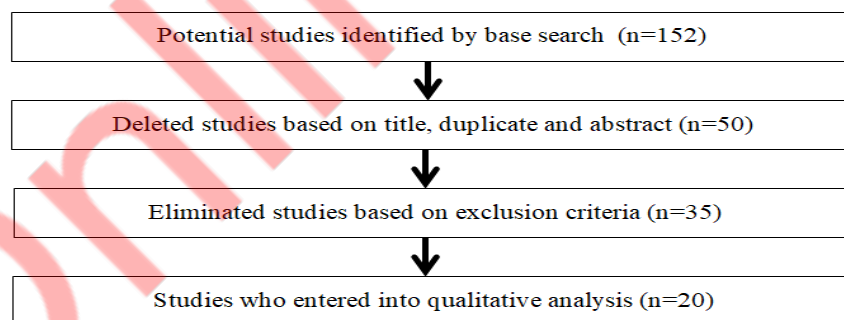 Potential studies identified by base search (n=152)
Deleted studies based on title, duplicate and abstract (n=50)
Eliminated studies based on exclusion criteria (n=35)
Studies who entered into qualitative analysis (n=20)